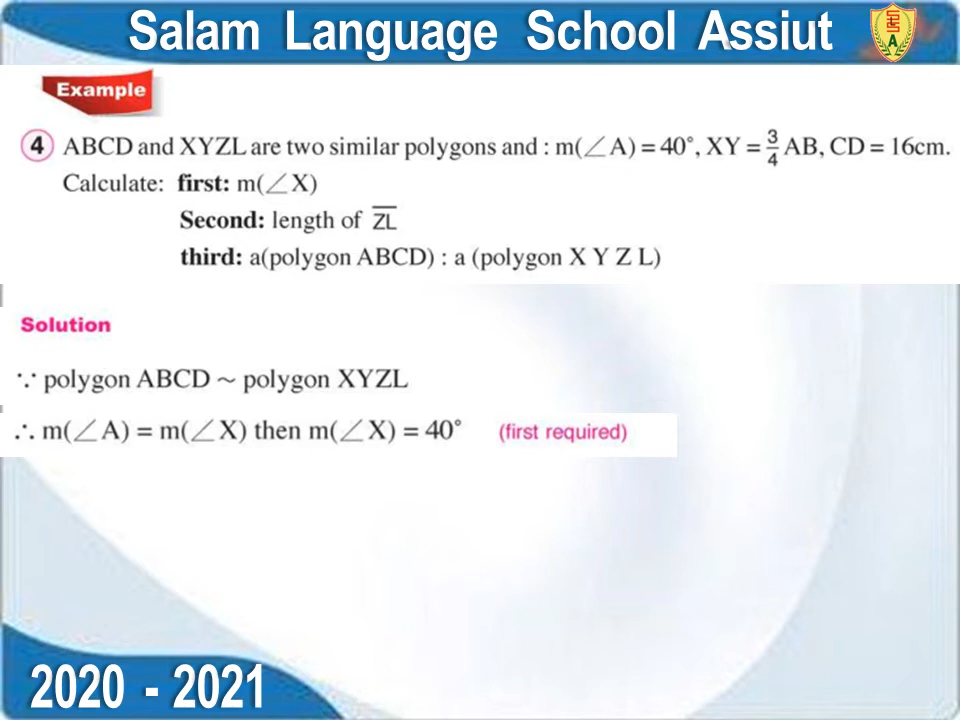 Salam Language School Assiut
Example
4 ABCD and XYZL are two similar polygons and : m(∠A) = 40°, XY = 3/4 AB, CD = 16cm.
Calculate: first: m(∠X)
Second: length of Z̅L̅
third: a(polygon ABCD) : a (polygon X Y Z L)
Solution
∵ polygon ABCD ~ polygon XYZL
∴ m(∠A) = m(∠X) then m(∠X) = 40° (first required)
2020 - 2021